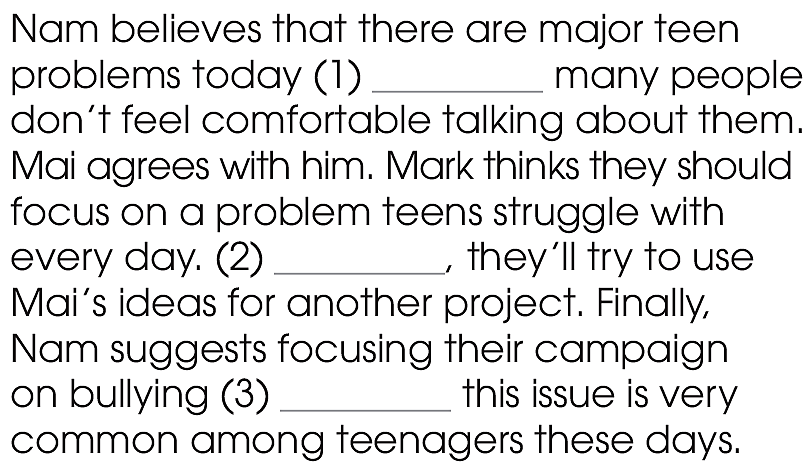 Nam believes that there are major teen
problems today (1) __________ many people
don't feel comfortable talking about them.
Mai agrees with him. Mark thinks they should
focus on a problem teens struggle with
every day. (2) __________, they'll try to use
Mai's ideas for another project. Finally,
Nam suggests focusing their campaign
on bullying (3) __________ this issue is very
common among teenagers these days.